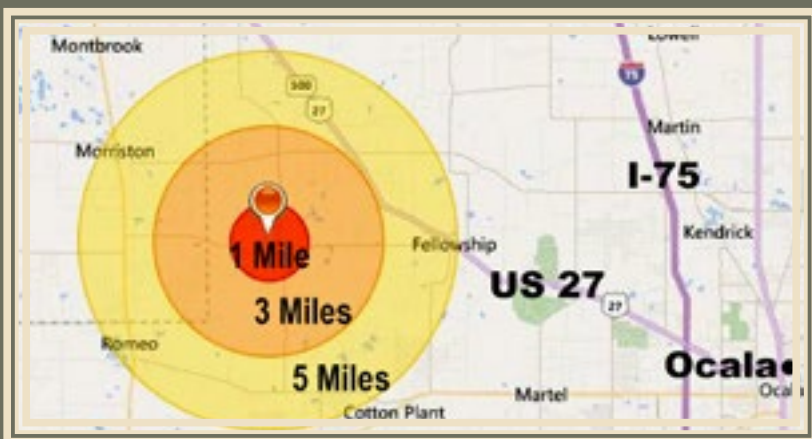 Montbrook
Lowell
500
27
75
Martin
Morriston
I-75
Kendrick
Fellowship
1 Mile
US 27
27
3 Miles
Romeo
Ocala
5 Miles
Martel
Ocala
Cotton Plant